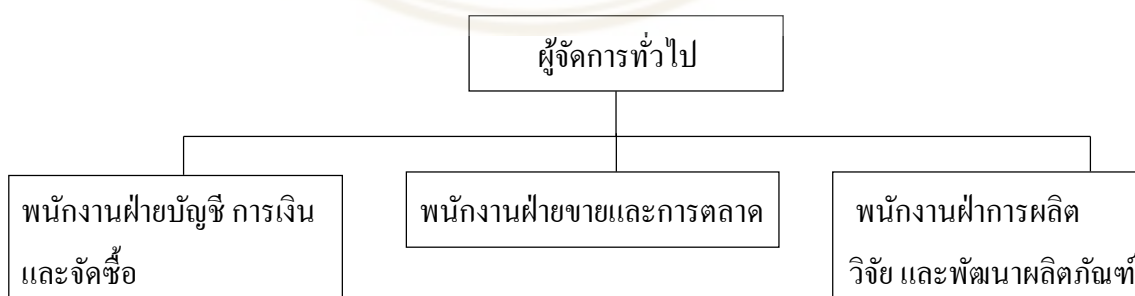 ผู้จัดการทั่วไป
พนักงานฝ่ายบัญชี การเงิน
และจัดซื้อ
พนักงานฝ่ายขายและการตลาด
พนักงานฝ่าการผลิต
วิจัย และพัฒนาผลิตภัณฑ์